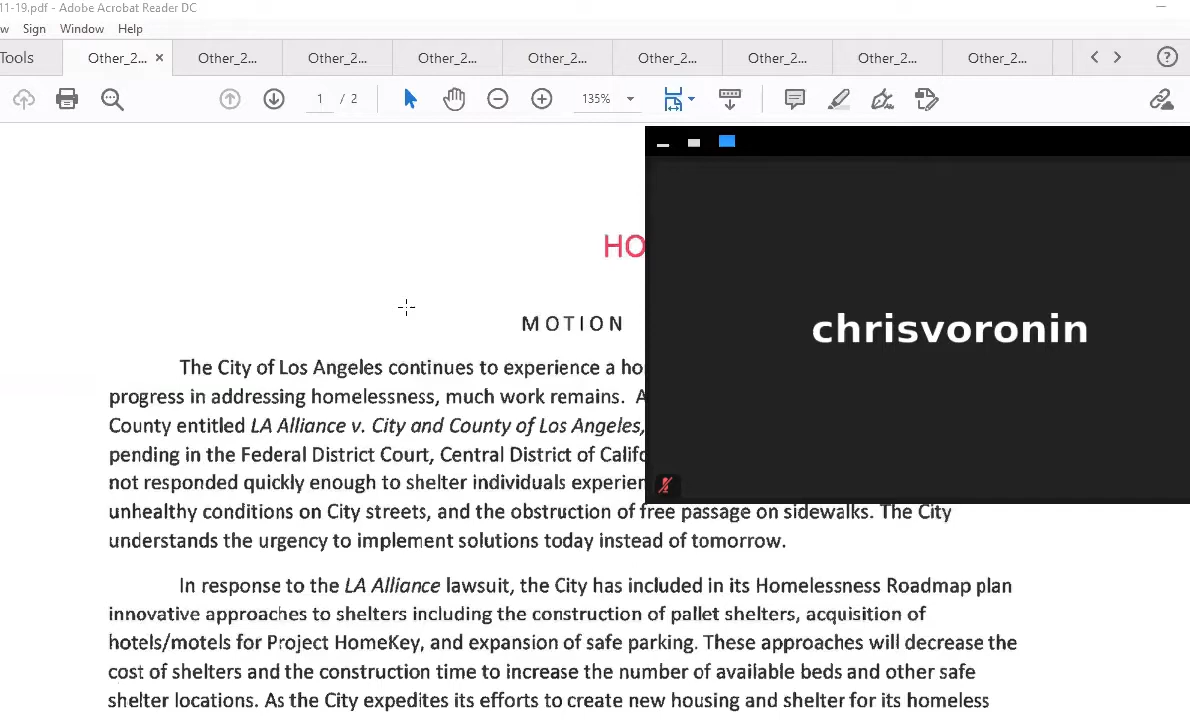 11-19.pdf - Adobe Acrobat Reader DC
w Sign Window Help
Tools Other_2... × Other_2... Other_2... Other_2... Other_2... Other_2... Other_2... Other_2... Other_2...
1 / 2 135%
HO
MOTION
The City of Los Angeles continues to experience a ho
progress in addressing homelessness, much work remains. A
County entitled LA Alliance v. City and County of Los Angeles,
pending in the Federal District Court, Central District of Califo
not responded quickly enough to shelter individuals experien
unhealthy conditions on City streets, and the obstruction of free passage on sidewalks. The City
understands the urgency to implement solutions today instead of tomorrow.
In response to the LA Alliance lawsuit, the City has included in its Homelessness Roadmap plan
innovative approaches to shelters including the construction of pallet shelters, acquisition of
hotels/motels for Project HomeKey, and expansion of safe parking. These approaches will decrease the
cost of shelters and the construction time to increase the number of available beds and other safe
shelter locations. As the City expedites its efforts to create new housing and shelter for its homeless
chrisvoronin